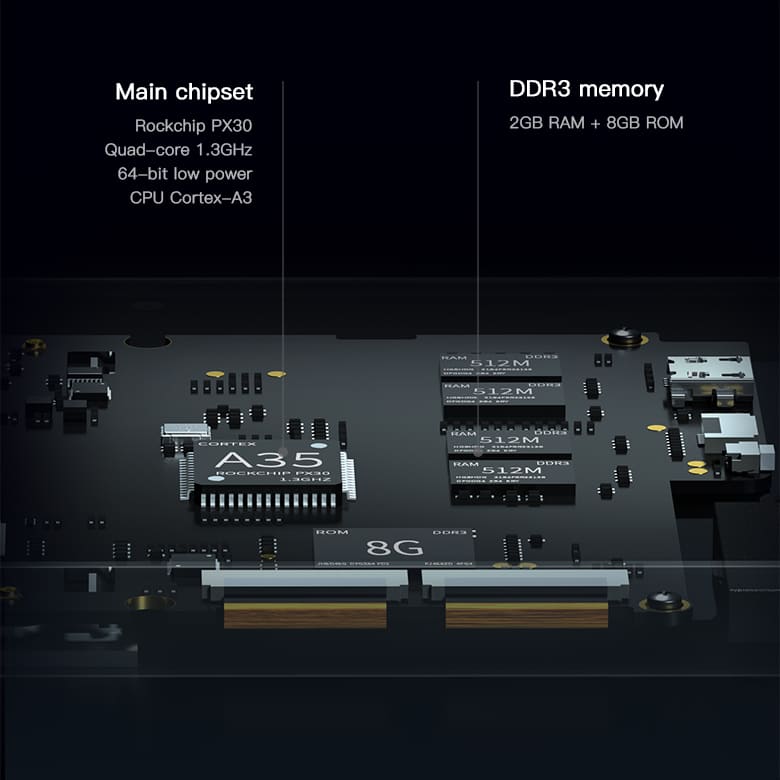 Main chipset
Rockchip PX30
Quad-core 1.3GHz
64-bit low power
CPU Cortex-A3
DDR3 memory
2GB RAM + 8GB ROM
RAM DDR3
512M
512M
DDR3
RAM DDR3
512M
RAM DDR3
512M
CORTEX
A35
ROCKCHIP PX30
1.3GHZ
ROM DDR3
8G